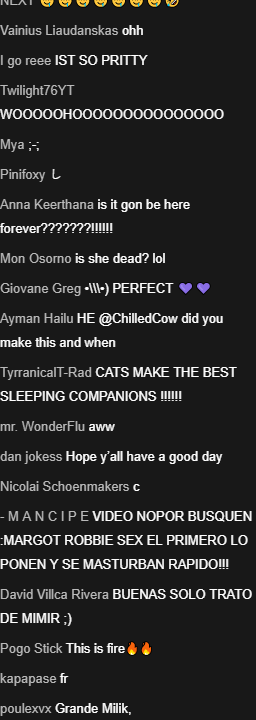 NEXT 😄😄😄😄😄😄😂🤣
Vainius Liaudanskas ohh
I go reee IST SO PRITTY
Twilight76YT
WOOOOOHOOOOOOOOOOOOOOO
Mya ;-;
Pinifoxy し
Anna Keerthana is it gon be here
forever???????!!!!!!
Mon Osorno is she dead? lol
Giovane Greg •\\\•) PERFECT 💜💜
Ayman Hailu HE @ChilledCow did you
make this and when
TyrranicalT-Rad CATS MAKE THE BEST
SLEEPING COMPANIONS !!!!!!
mr. WonderFlu aww
dan jokess Hope y'all have a good day
Nicolai Schoenmakers c
- M A N C I P E VIDEO NOPOR BUSQUEN
:MARGOT ROBBIE SEX EL PRIMERO LO
PONEN Y SE MASTURBAN RAPIDO!!!
David Villca Rivera BUENAS SOLO TRATO
DE MIMIR ;)
Pogo Stick This is fire🔥🔥
kapapase fr
poulexvx Grande Milik,